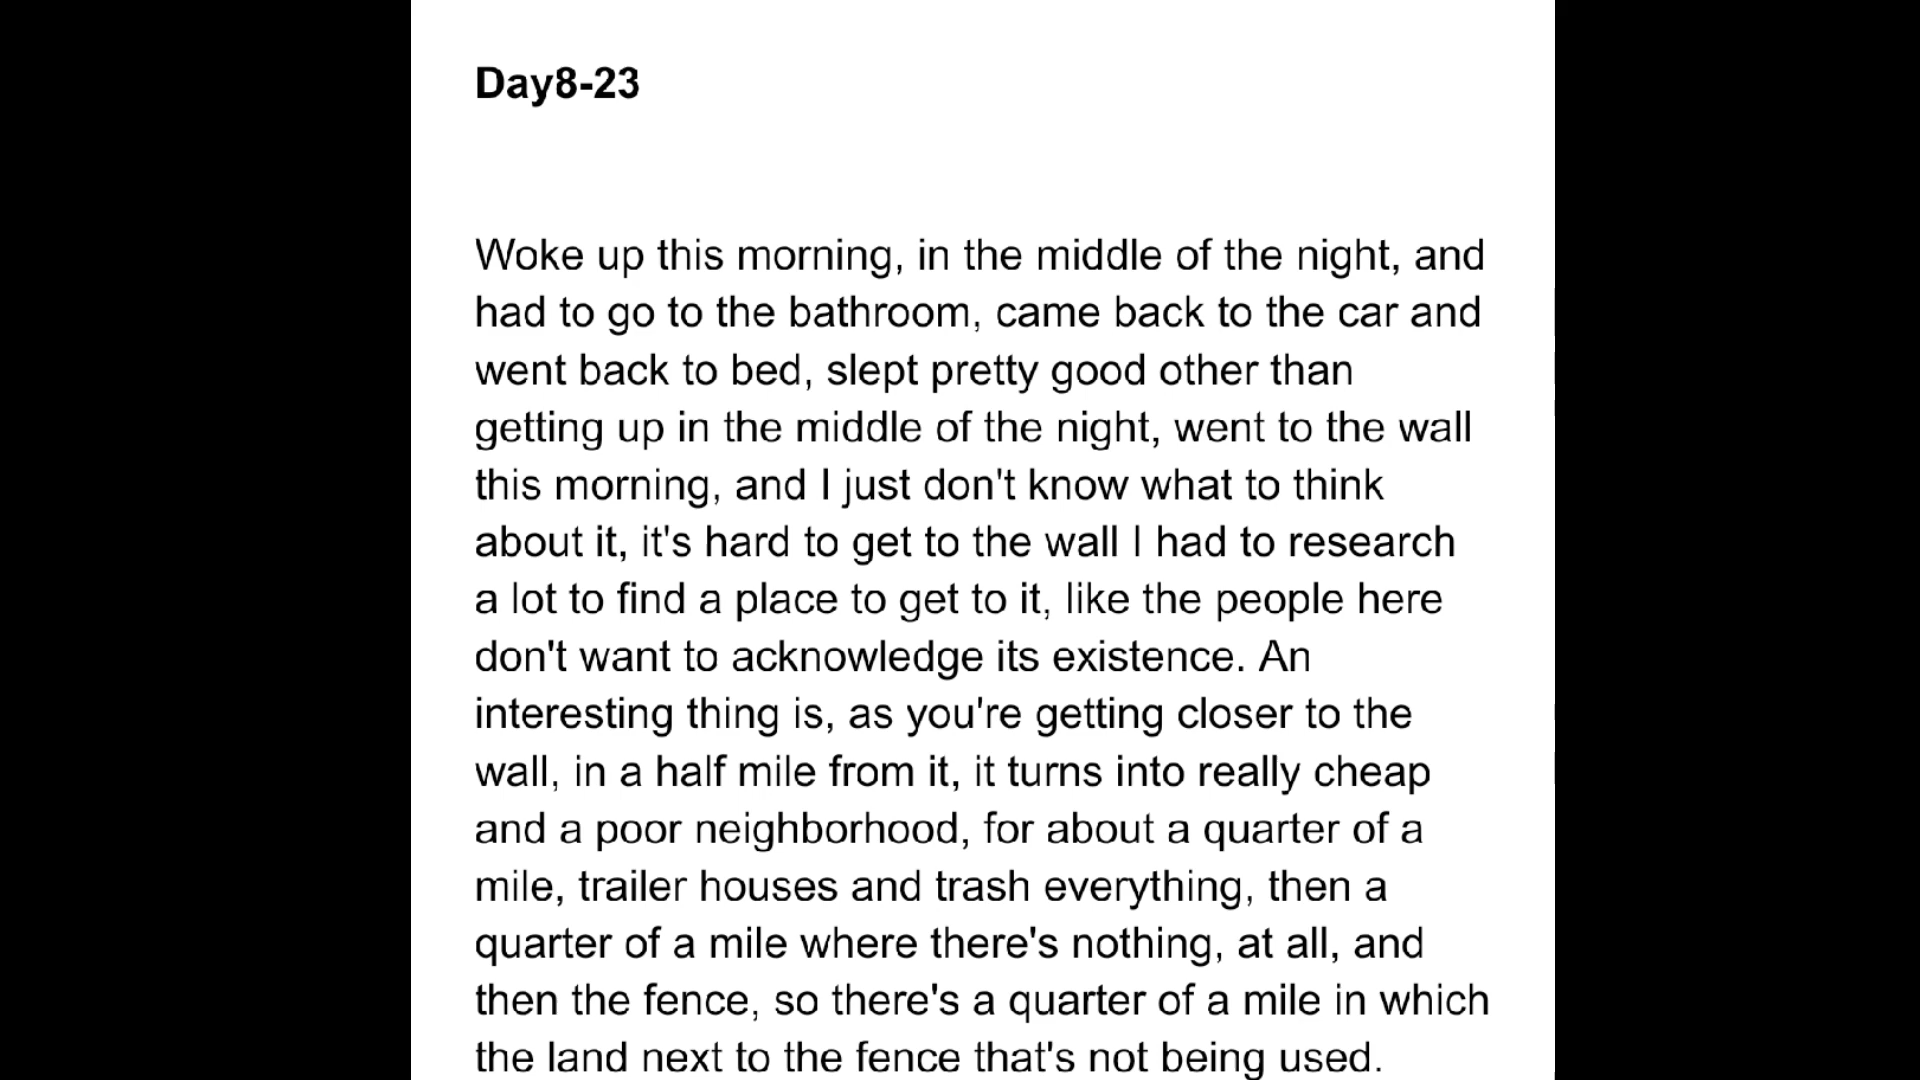 Day8-23
Woke up this morning, in the middle of the night, and
had to go to the bathroom, came back to the car and
went back to bed, slept pretty good other than
getting up in the middle of the night, went to the wall
this morning, and I just don't know what to think
about it, it's hard to get to the wall I had to research
a lot to find a place to get to it, like the people here
don't want to acknowledge its existence. An
interesting thing is, as you're getting closer to the
wall, in a half mile from it, it turns into really cheap
and a poor neighborhood, for about a quarter of a
mile, trailer houses and trash everything, then a
quarter of a mile where there's nothing, at all, and
then the fence, so there's a quarter of a mile in which
the land next to the fence that's not being used.